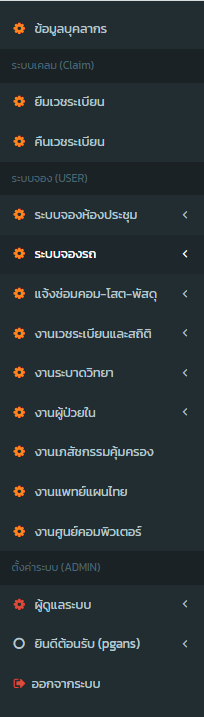 ข้อมูลบุคลากร
ระบบเคลม (Claim)
ยืมเวชระเบียน
คืนเวชระเบียน
ระบบจอง (USER)
ระบบจองห้องประชุม
ระบบจองรถ
แจ้งซ่อมคอม-โสต-พัสดุ
งานเวชระเบียนและสถิติ
งานระบาดวิทยา
งานผู้ป่วยใน
งานเภสัชกรรมคุ้มครอง
งานแพทย์แผนไทย
งานศูนย์คอมพิวเตอร์
ตั้งค่าระบบ (ADMIN)
ผู้ดูแลระบบ
ยินดีต้อนรับ (pgans)
ออกจากระบบ